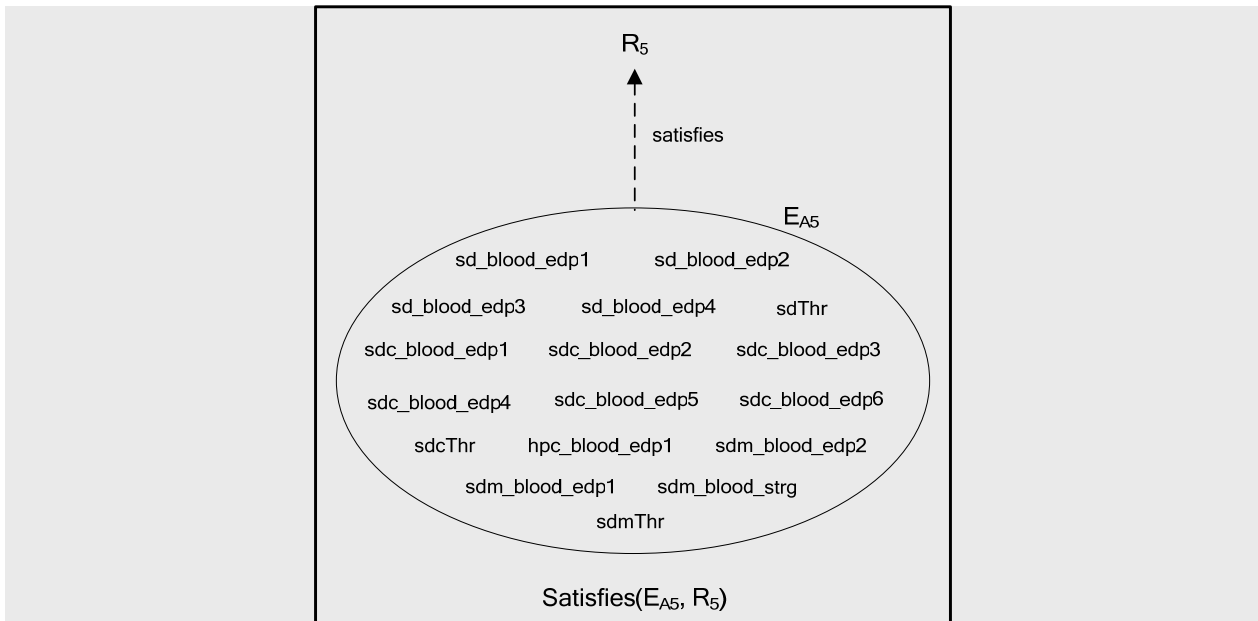 R5
satisfies
EA5
sd_blood_edp1 sd_blood_edp2
sd_blood_edp3 sd_blood_edp4 sdThr
sdc_blood_edp1 sdc_blood_edp2 sdc_blood_edp3
sdc_blood_edp4 sdc_blood_edp5 sdc_blood_edp6
sdcThr hpc_blood_edp1 sdm_blood_edp2
sdm_blood_edp1 sdm_blood_strg
sdmThr
Satisfies(EA5, R5)